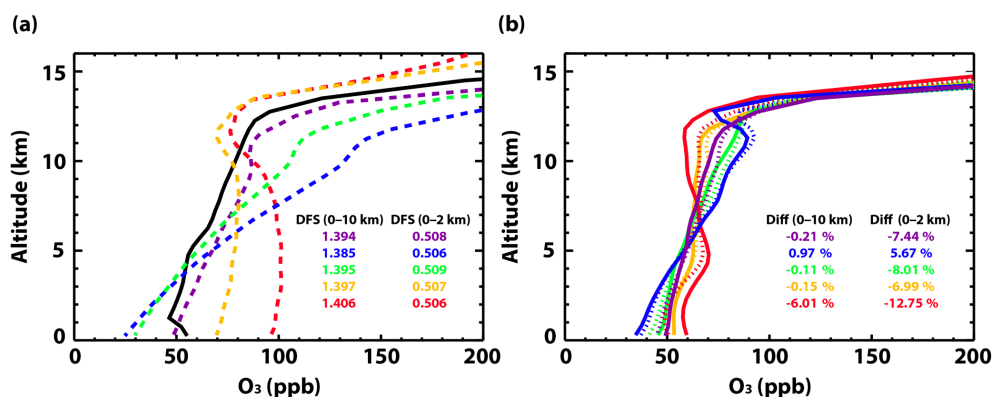 (a)
(b)
15
10
5
0
Altitude (km)
DFS (0–10 km) DFS (0–2 km)
1.394 0.508
1.385 0.506
1.395 0.509
1.397 0.507
1.406 0.506
0 50 100 150 200
O₃ (ppb)
15
10
5
0
Altitude (km)
Diff (0–10 km) Diff (0–2 km)
-0.21 % -7.44 %
0.97 % 5.67 %
-0.11 % -8.01 %
-0.15 % -6.99 %
-6.01 % -12.75 %
0 50 100 150 200
O₃ (ppb)